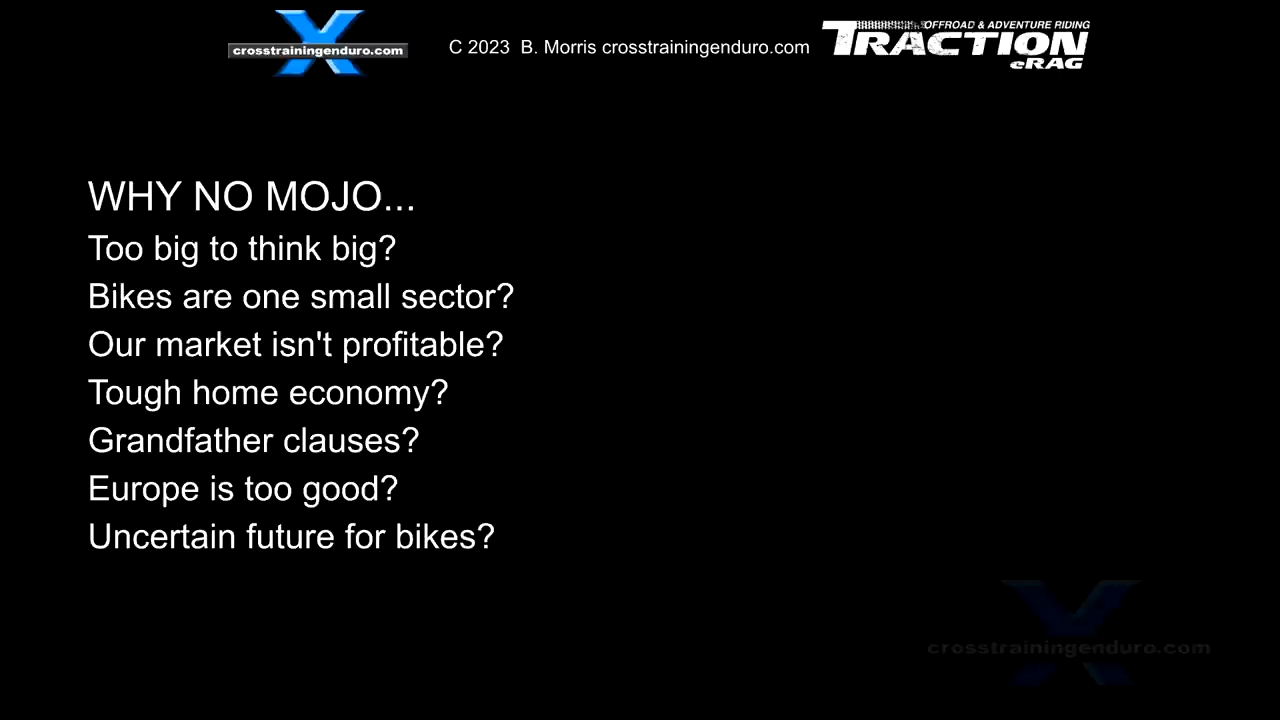 crosstrainingenduro.com
C 2023 B. Morris crosstrainingenduro.com
OFFROAD & ADVENTURE RIDING
TRACTION
eRAG
WHY NO MOJO...
Too big to think big?
Bikes are one small sector?
Our market isn't profitable?
Tough home economy?
Grandfather clauses?
Europe is too good?
Uncertain future for bikes?
crosstrainingenduro.com